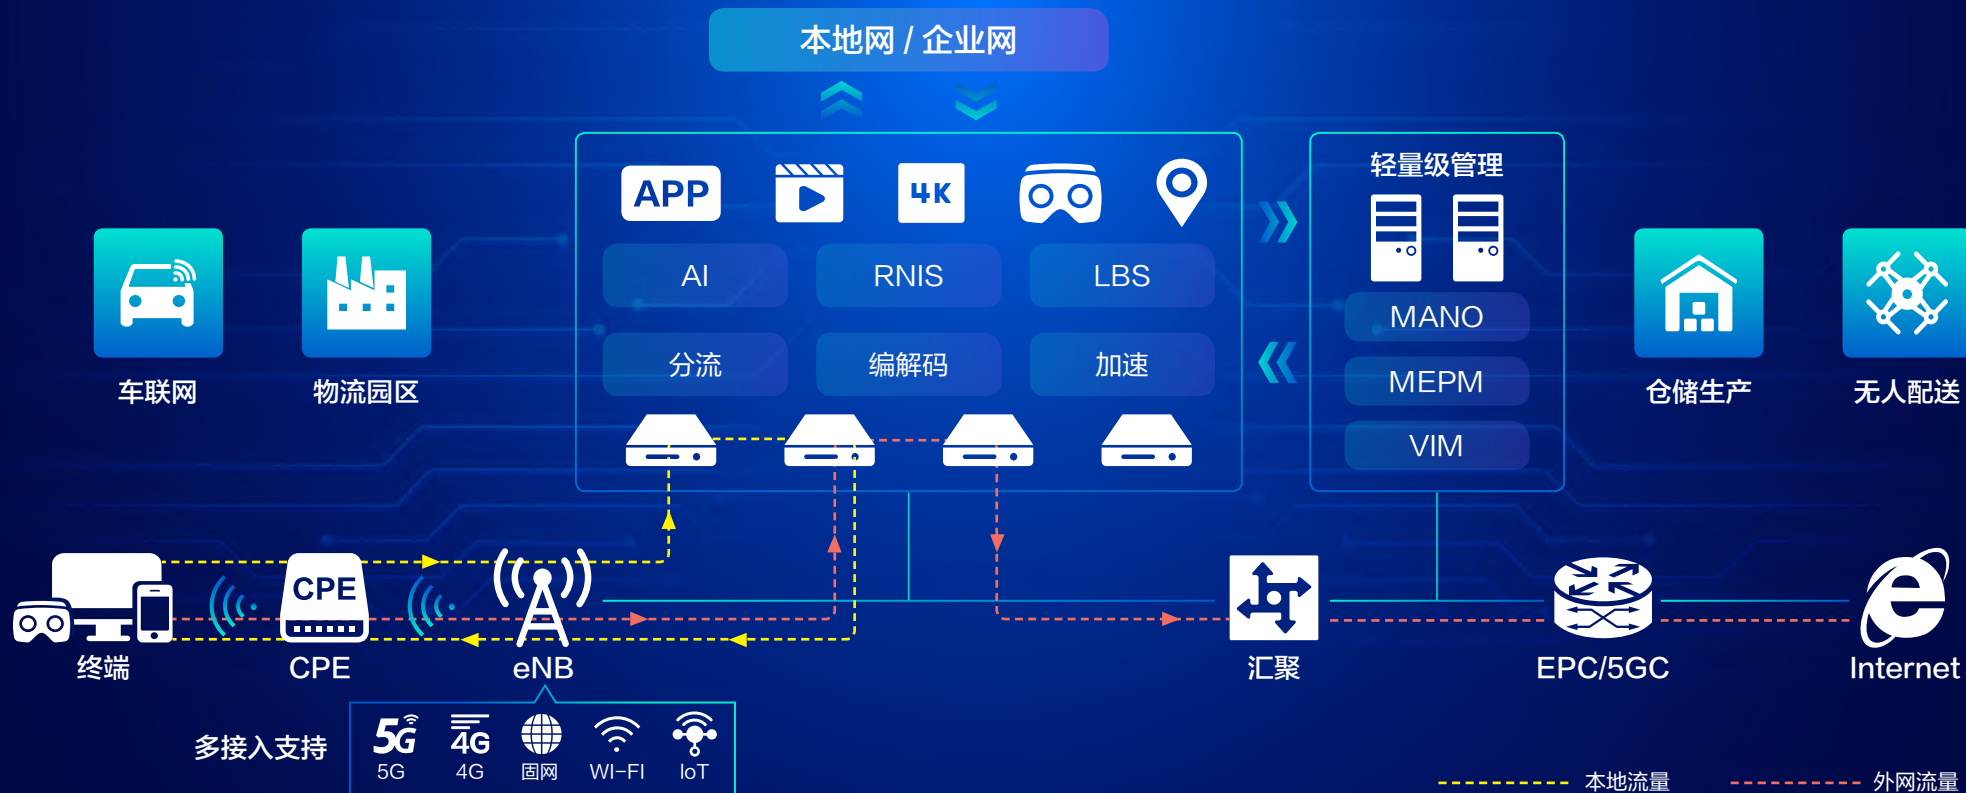 本地网 / 企业网
APP
4K
轻量级管理
AI
RNIS
LBS
MANO
分流
编解码
加速
MEPM
VIM
车联网
物流园区
仓储生产
无人配送
CPE
终端
CPE
eNB
汇聚
EPC/5GC
Internet
多接入支持
5G
4G
5G
4G
固网
WI-FI
IoT
本地流量
外网流量